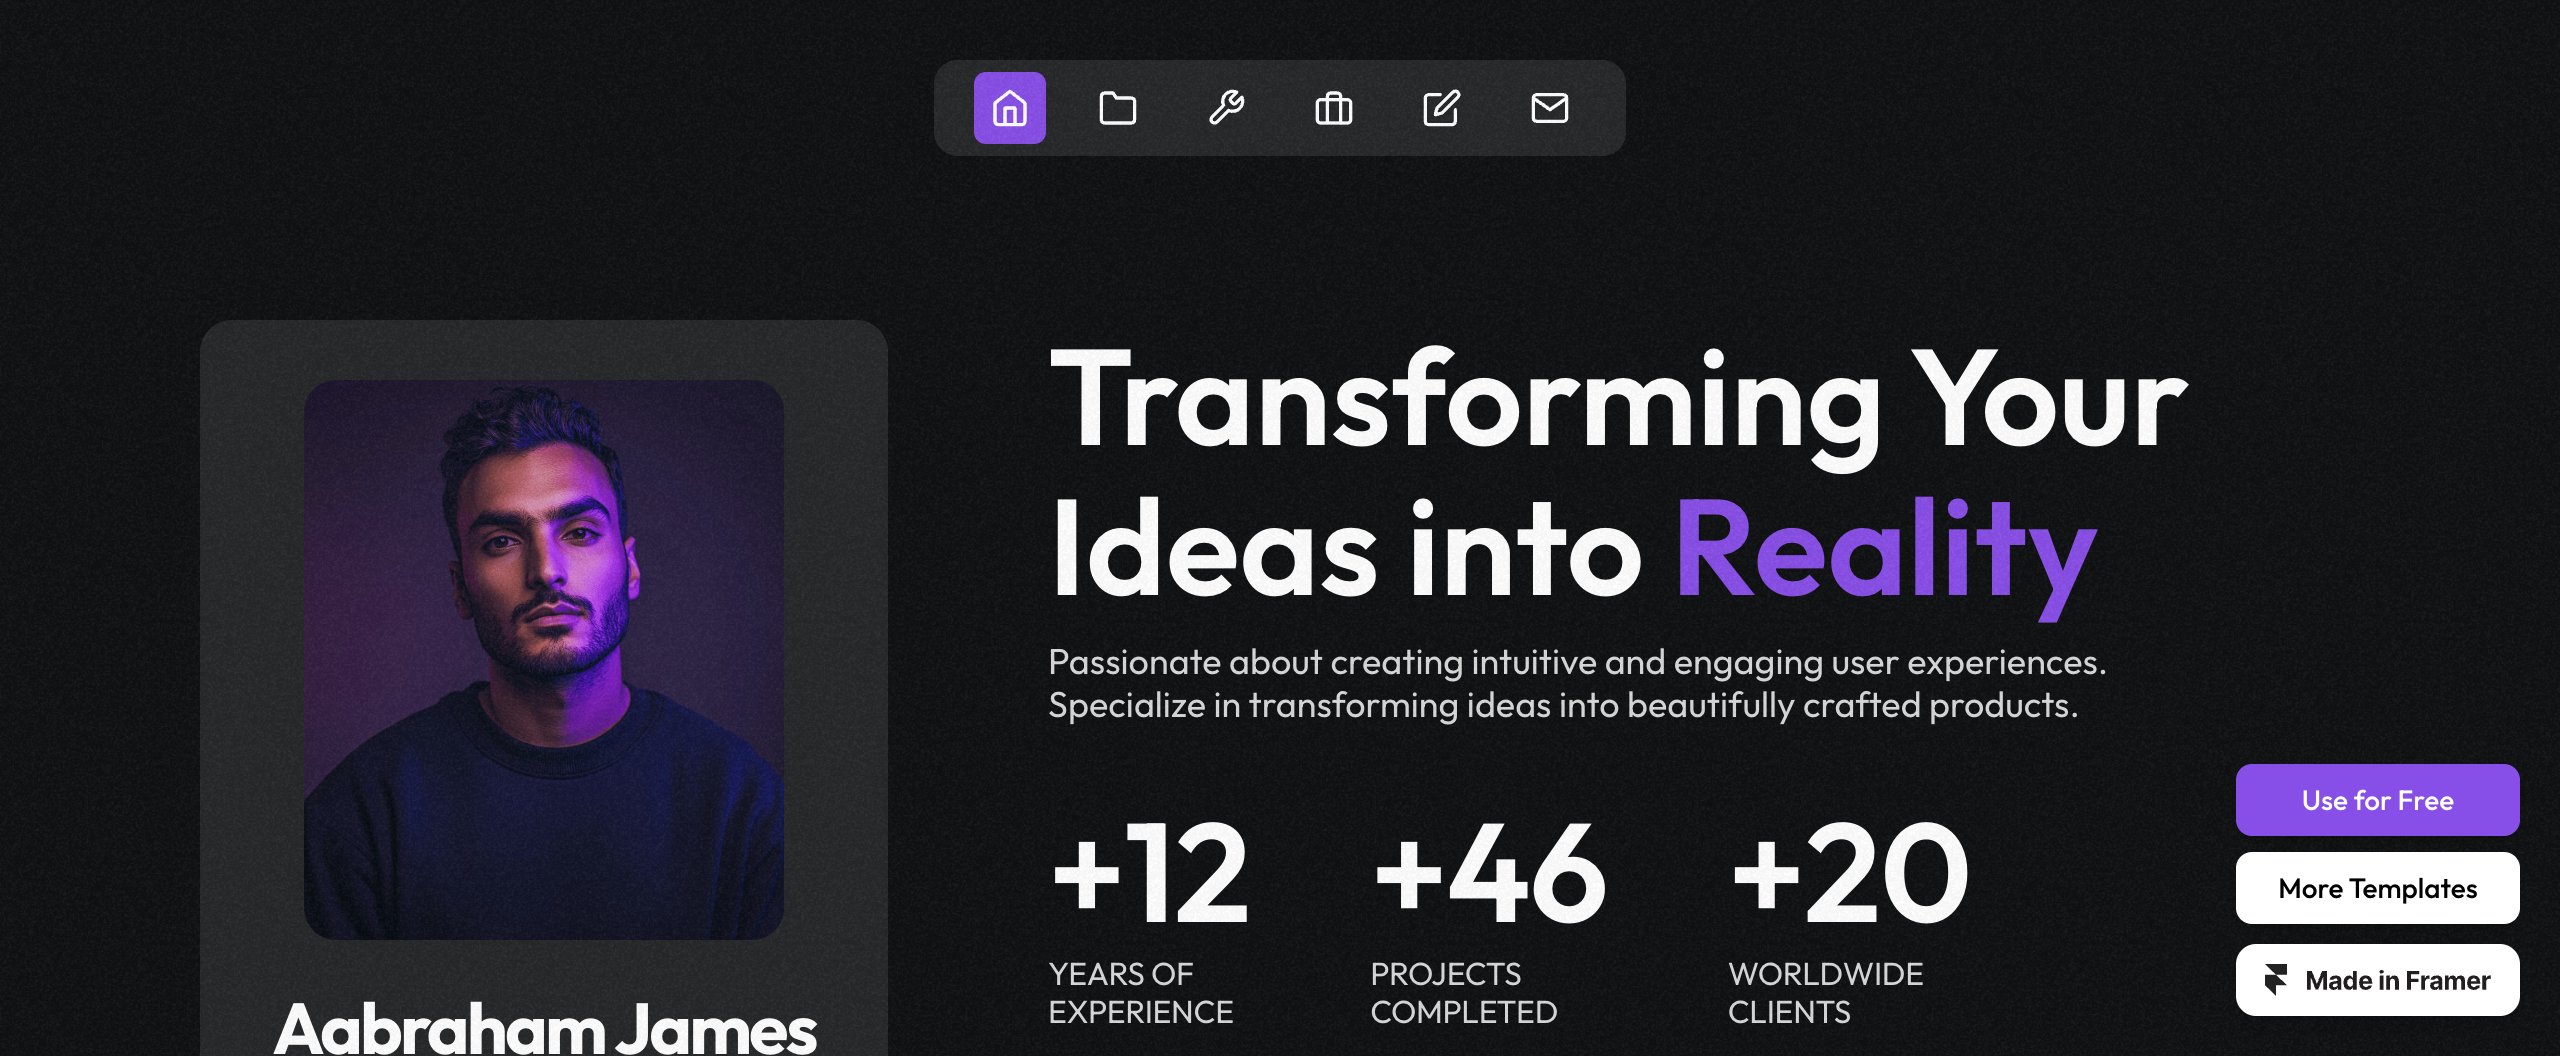 Transforming Your
Ideas into Reality
Passionate about creating intuitive and engaging user experiences.
Specialize in transforming ideas into beautifully crafted products.
+12
YEARS OF
EXPERIENCE
+46
PROJECTS
COMPLETED
+20
WORLDWIDE
CLIENTS
Aabraham James
Use for Free
More Templates
Made in Framer